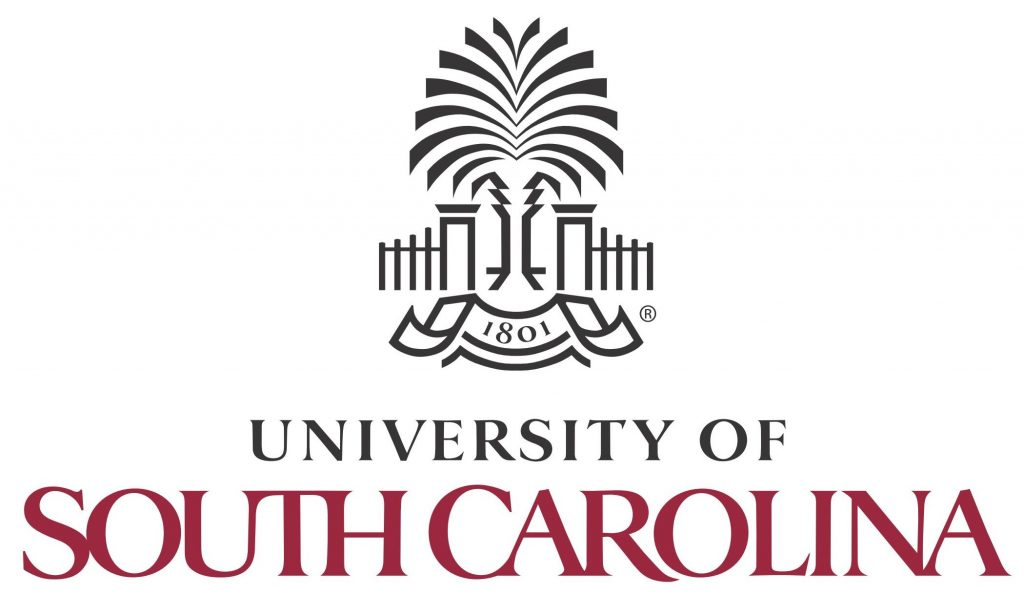 1801
®
UNIVERSITY OF
SOUTH CAROLINA